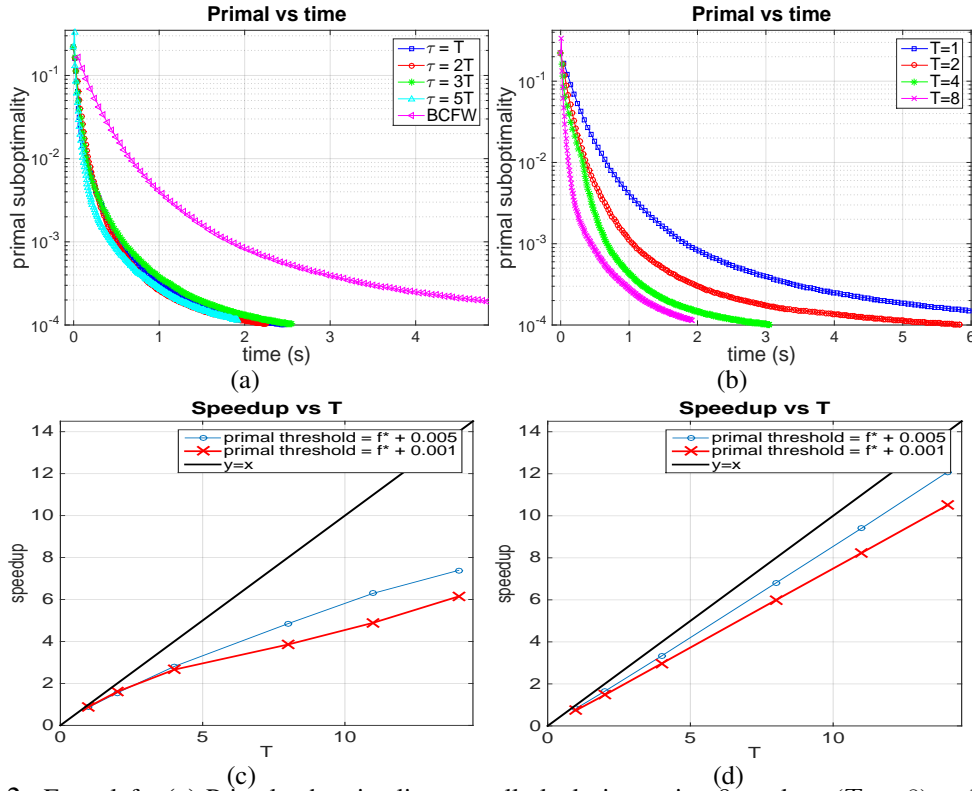 Primal vs time
τ = T
τ = 2T
τ = 3T
τ = 5T
BCFW
10^-1
10^-2
10^-3
10^-4
primal suboptimality
0 1 2 3 4
time (s)
(a)
Primal vs time
T=1
T=2
T=4
T=8
10^-1
10^-2
10^-3
10^-4
primal suboptimality
0 1 2 3 4 5 6
time (s)
(b)
Speedup vs T
primal threshold = f* + 0.005
primal threshold = f* + 0.001
y=x
14
12
10
8
6
4
2
0
speedup
0 5 10
T
(c)
Speedup vs T
primal threshold = f* + 0.005
primal threshold = f* + 0.001
y=x
14
12
10
8
6
4
2
0
speedup
0 5 10
T
(d)